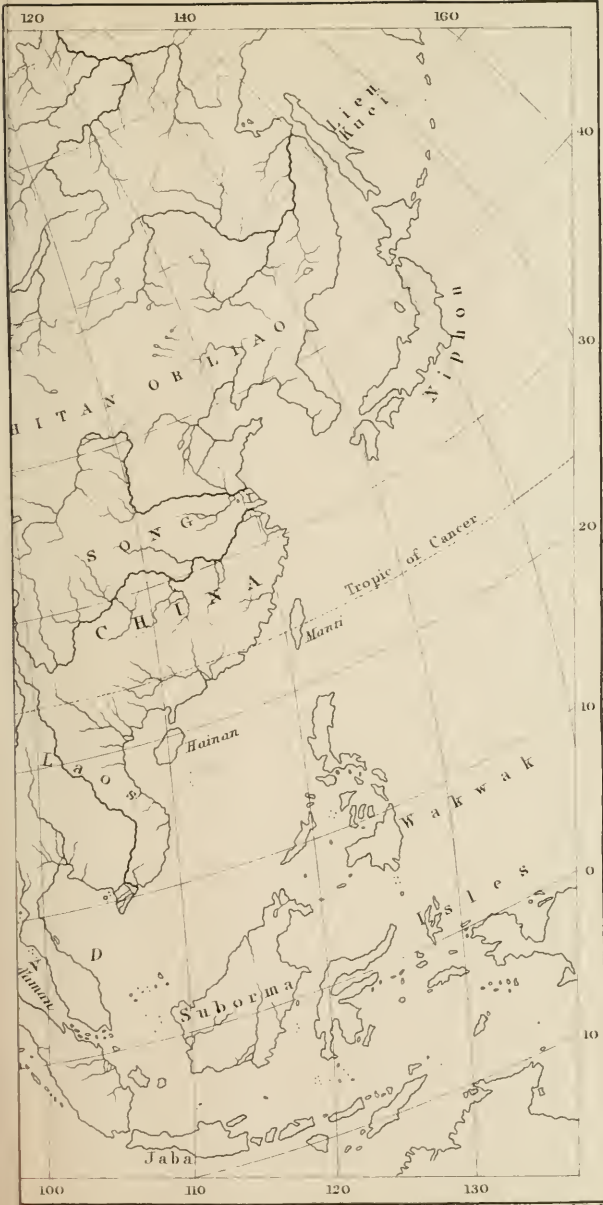 120 140 160
Lieu
Kuei
40
30
Niphon
HITAN OR LIAO
SONG
CHINA
Tropic of Cancer
20
Manti
Hainan
10
Laos
Wakwak
0
Isles
D
Suborma
10
Jaba
100 110 120 130